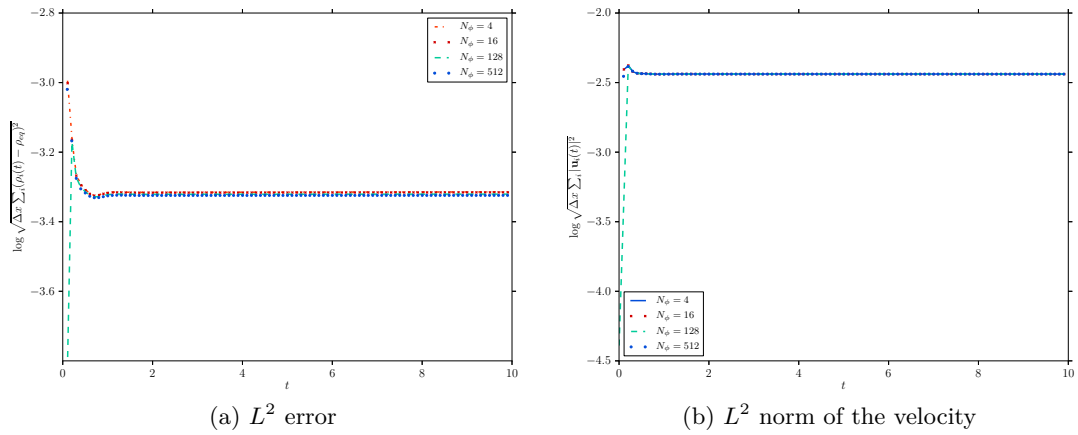 −2.8
−3.0
−3.2
−3.4
−3.6
0
2
4
6
8
10
t
log √Δx ∑ᵢ(ρᵢ(t) − ρ_eq)²
N_ϕ = 4
N_ϕ = 16
N_ϕ = 128
N_ϕ = 512
(a) L² error
−2.0
−2.5
−3.0
−3.5
−4.0
−4.5
0
2
4
6
8
10
t
log √Δx ∑ᵢ|𝐮ᵢ(t)|²
N_ϕ = 4
N_ϕ = 16
N_ϕ = 128
N_ϕ = 512
(b) L² norm of the velocity